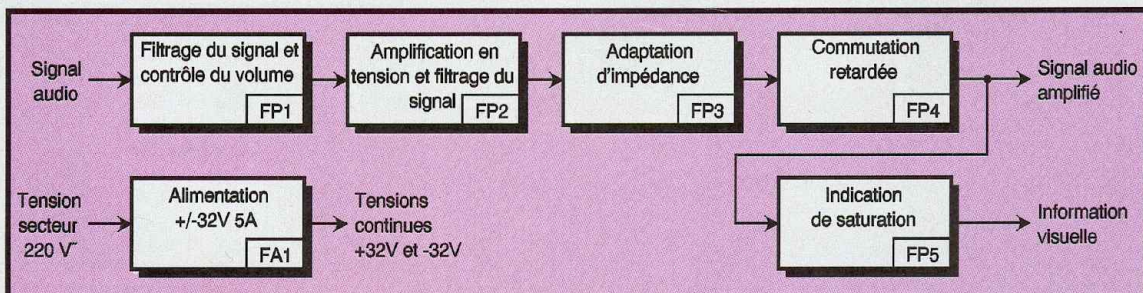 Signal
audio
Filtrage du signal et
contrôle du volume
FP1
Amplification en
tension et filtrage du
signal
FP2
Adaptation
d'impédance
FP3
Commutation
retardée
FP4
Signal audio
amplifié
Tension
secteur
220 V~
Alimentation
+/-32V 5A
FA1
Tensions
continues
+32V et -32V
Indication
de saturation
FP5
Information
visuelle